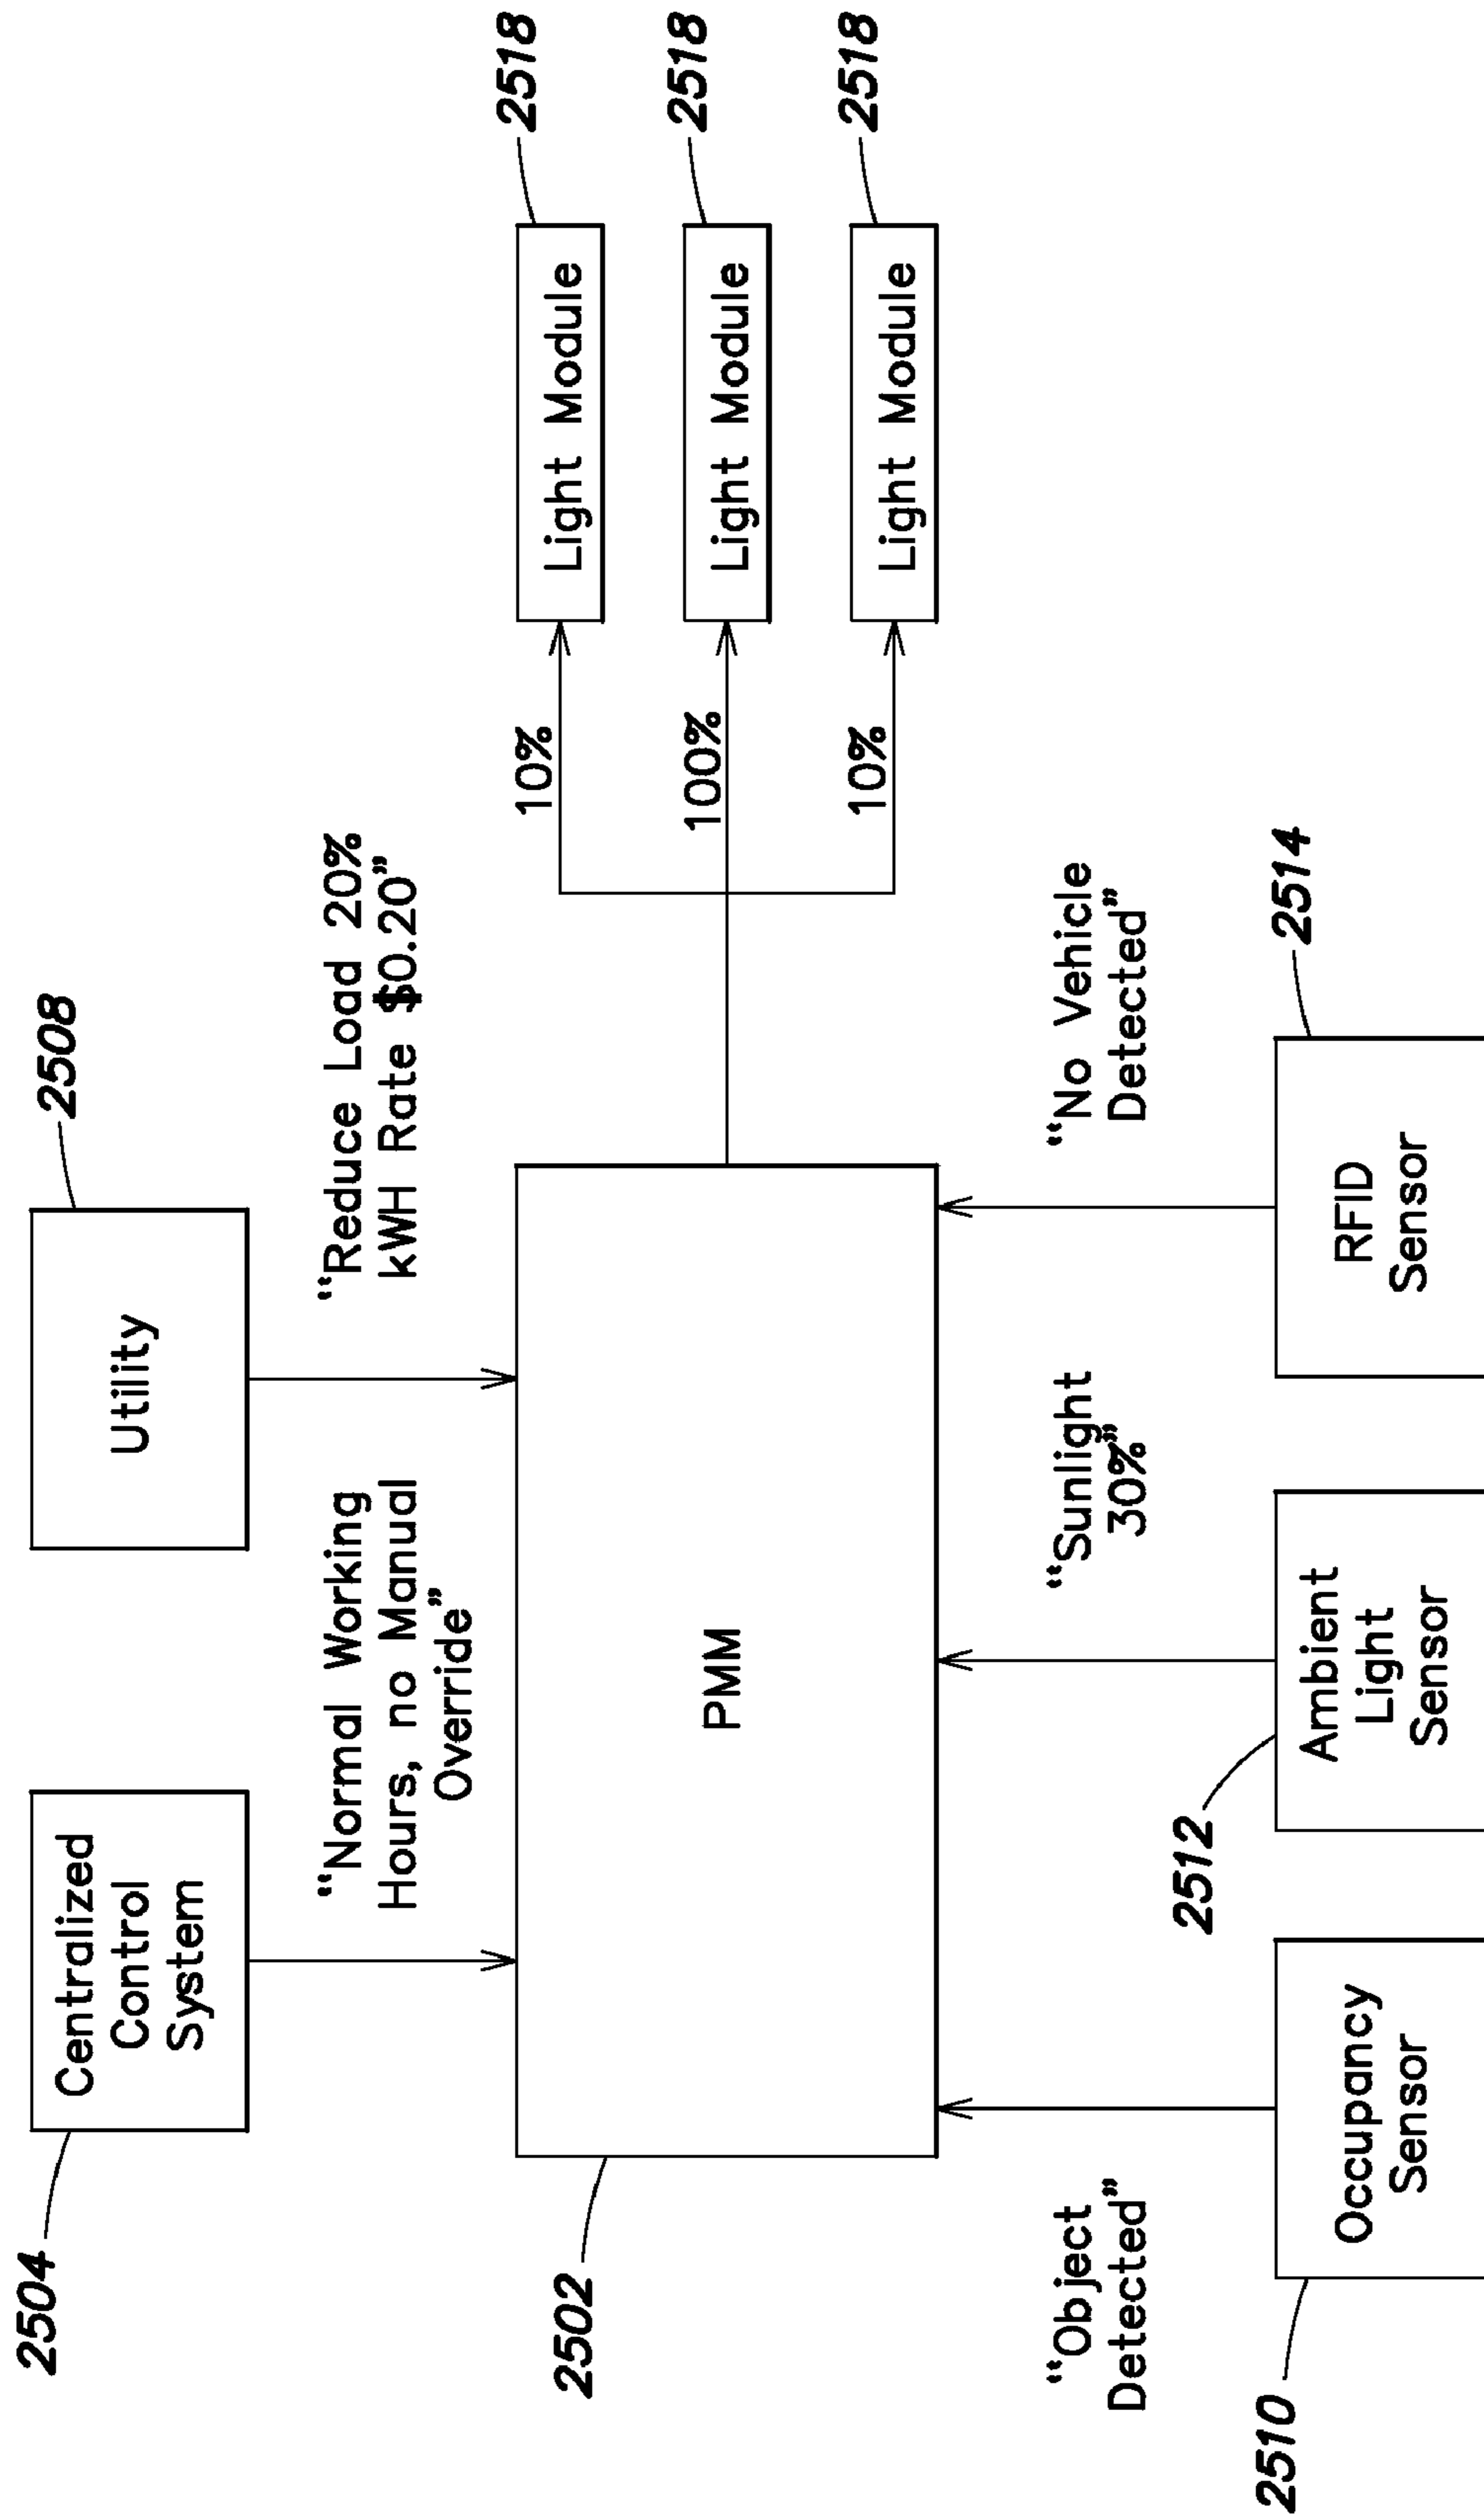 2504
Centralized
Control
System
Utility
2508
"Normal Working
Hours, no Manual
Override"
"Reduce Load 20%
kWH Rate $0.20"
2502
PMM
10%
Light Module
2518
100%
Light Module
2518
10%
Light Module
2518
"Object
Detected"
"Sunlight
30%"
"No Vehicle
Detected"
2510
Occupancy
Sensor
2512
Ambient
Light
Sensor
RFID
Sensor
2514